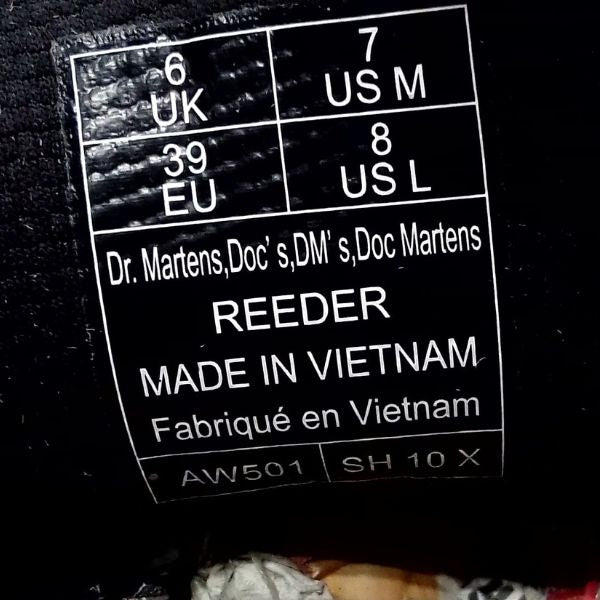 6 UK
7 US M
39 EU
8 US L
Dr. Martens,Doc' s,DM' s,Doc Martens
REEDER
MADE IN VIETNAM
Fabriqué en Vietnam
AW501 SH 10 X